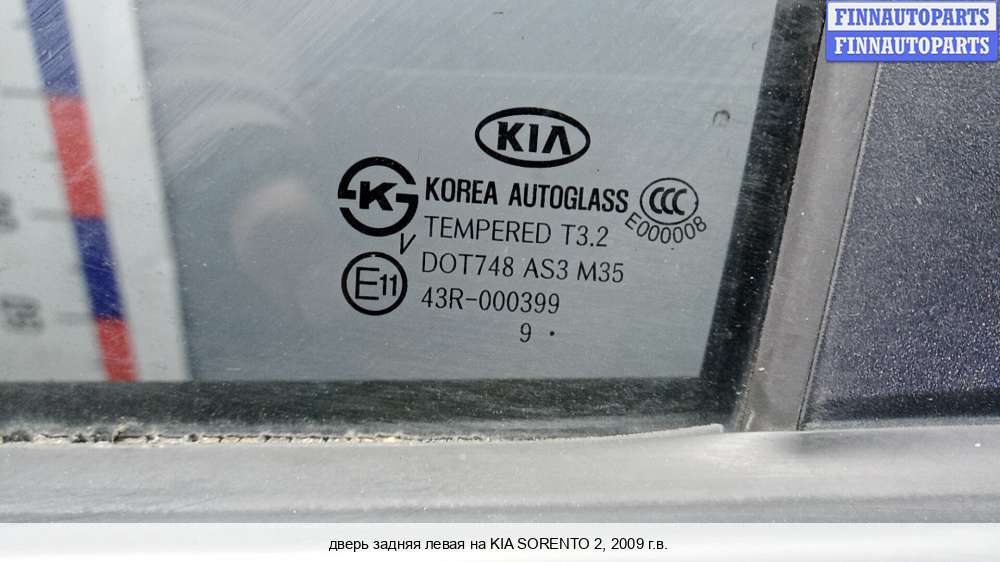 FINNAUTOPARTS
FINNAUTOPARTS
KIA
K
KOREA AUTOGLASS
CCC
E000008
TEMPERED T3.2
V
DOT748 AS3 M35
E11
43R-000399
9 ·
дверь задняя левая на KIA SORENTO 2, 2009 г.в.